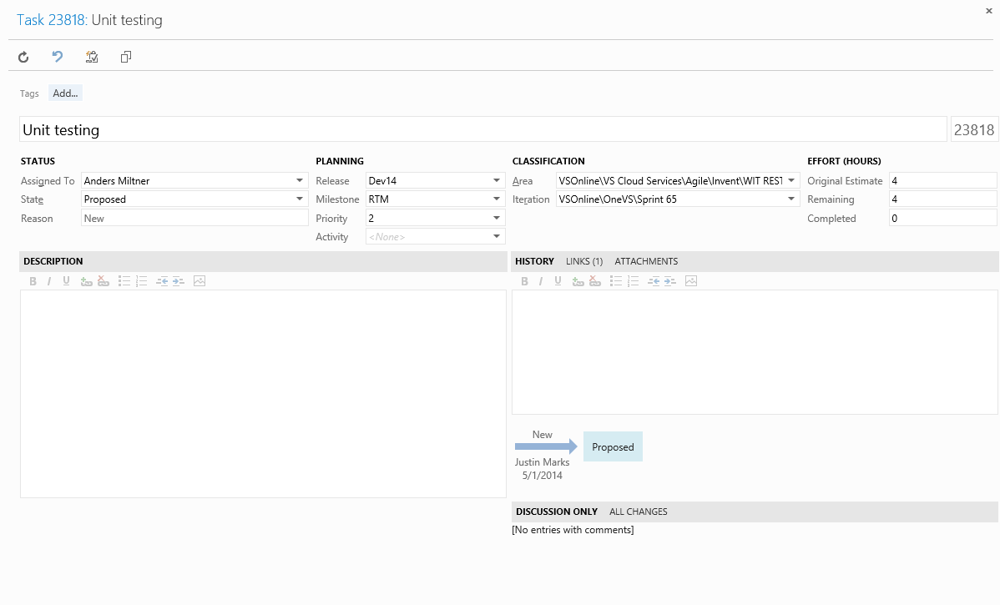 Task 23818: Unit testing
Tags Add...
Unit testing 23818
STATUS PLANNING CLASSIFICATION EFFORT (HOURS)
Assigned To Anders Miltner Release Dev14 Area VSOnline\VS Cloud Services\Agile\Invent\WIT REST Original Estimate 4
State Proposed Milestone RTM Iteration VSOnline\OneVS\Sprint 65 Remaining 4
Reason New Priority 2 Completed 0
Activity <None>
DESCRIPTION HISTORY LINKS (1) ATTACHMENTS
B I U B I U
New
Proposed
Justin Marks
5/1/2014
DISCUSSION ONLY ALL CHANGES
[No entries with comments]